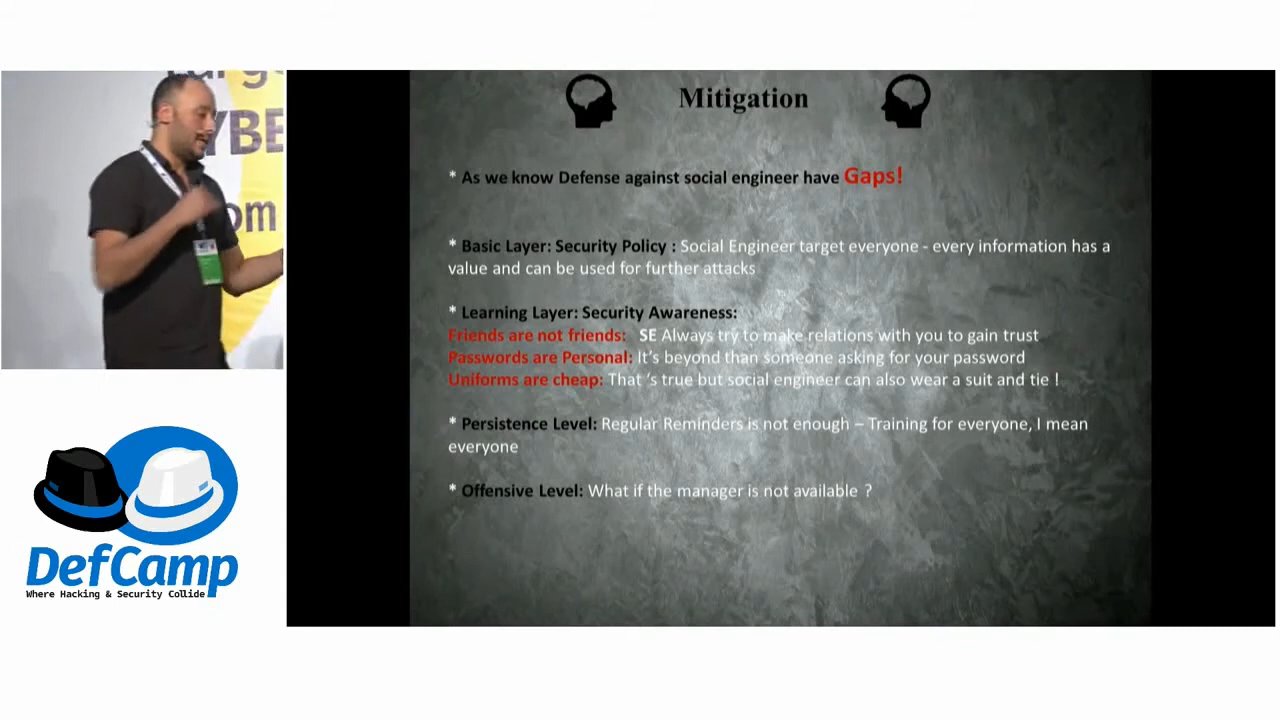 YBE
om
Mitigation
* As we know Defense against social engineer have Gaps!
* Basic Layer: Security Policy : Social Engineer target everyone - every information has a
value and can be used for further attacks
* Learning Layer: Security Awareness:
Friends are not friends: SE Always try to make relations with you to gain trust
Passwords are Personal: It's beyond than someone asking for your password
Uniforms are cheap: That 's true but social engineer can also wear a suit and tie !
* Persistence Level: Regular Reminders is not enough – Training for everyone, I mean
everyone
* Offensive Level: What if the manager is not available ?
DefCamp
Where Hacking & Security Collide